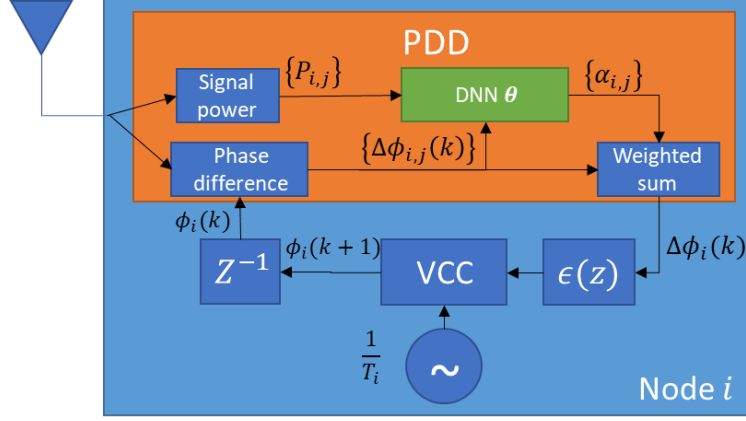 PDD
Signal
power
{P_{i,j}}
DNN θ
{α_{i,j}}
Phase
difference
{Δϕ_{i,j}(k)}
Weighted
sum
ϕ_i(k)
Z^{-1}
ϕ_i(k + 1)
VCC
ϵ(z)
Δϕ_i(k)
1/T_i
~
Node i